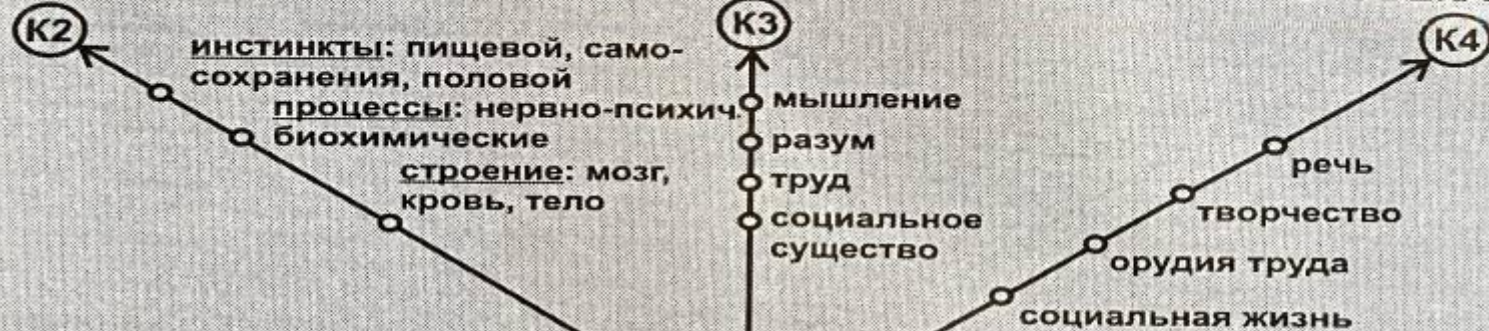 К2
инстинкты: пищевой, само-
сохранения, половой
процессы: нервно-психич.
биохимические
строение: мозг,
кровь, тело
К3
мышление
разум
труд
социальное
существо
К4
речь
творчество
орудия труда
социальная жизнь